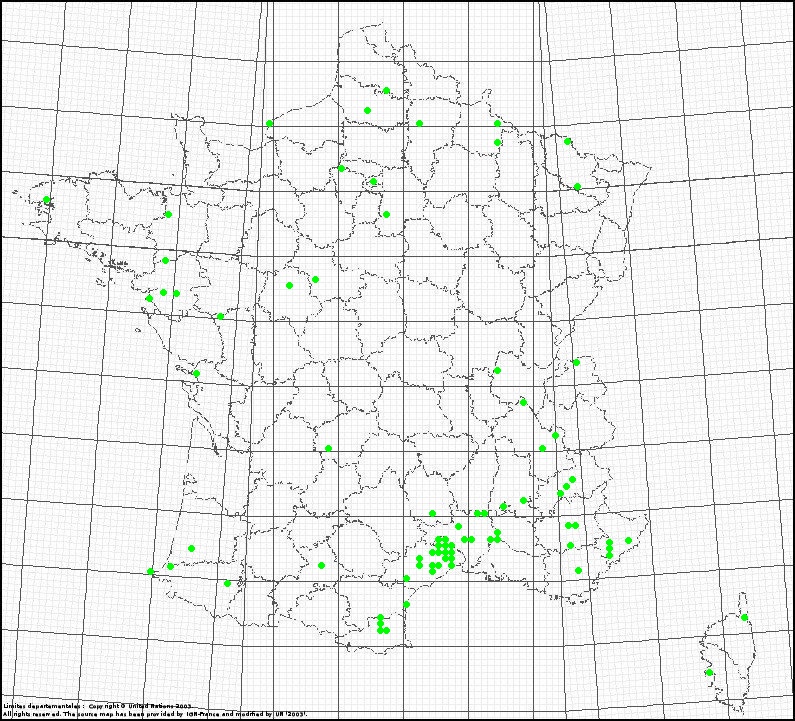 Limites departementales : Copyright © United Nations 2003
All rights reserved. The source map has been provided by IGN-France and modified by UN '2003'.